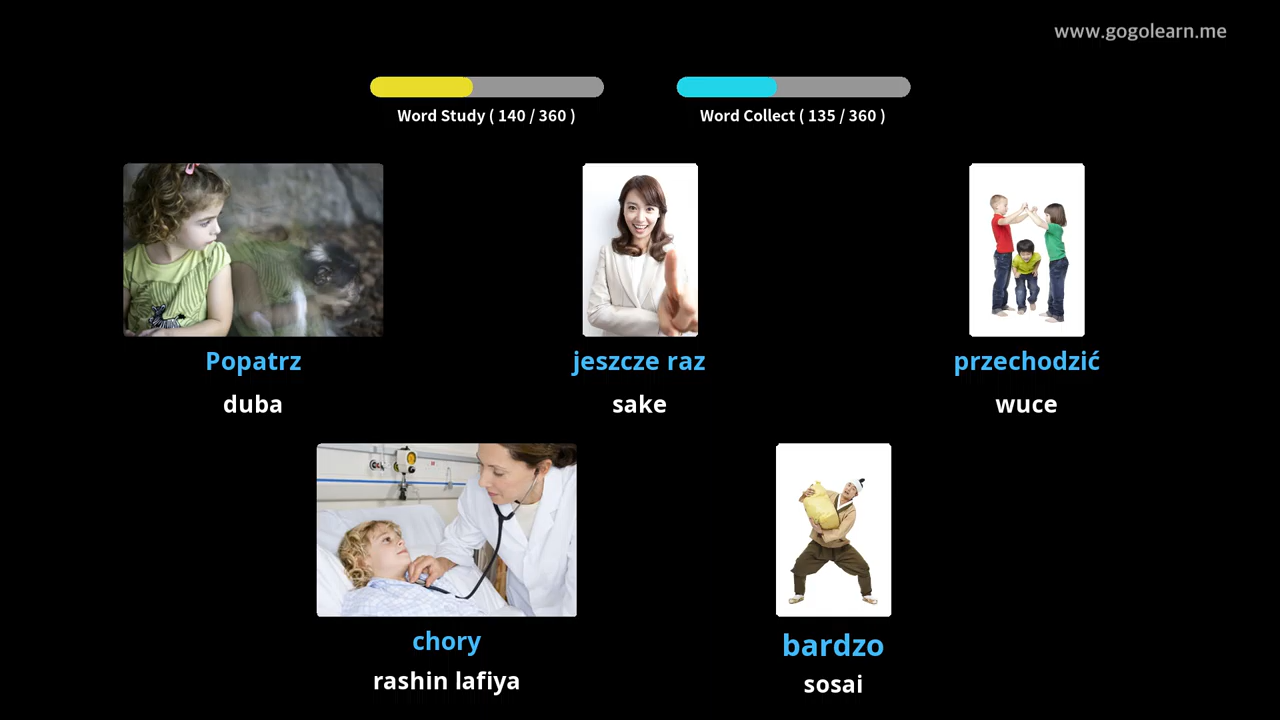 www.gogolearn.me
Word Study ( 140 / 360 )
Word Collect ( 135 / 360 )
Popatrz
duba
jeszcze raz
sake
przechodzić
wuce
chory
rashin lafiya
bardzo
sosai